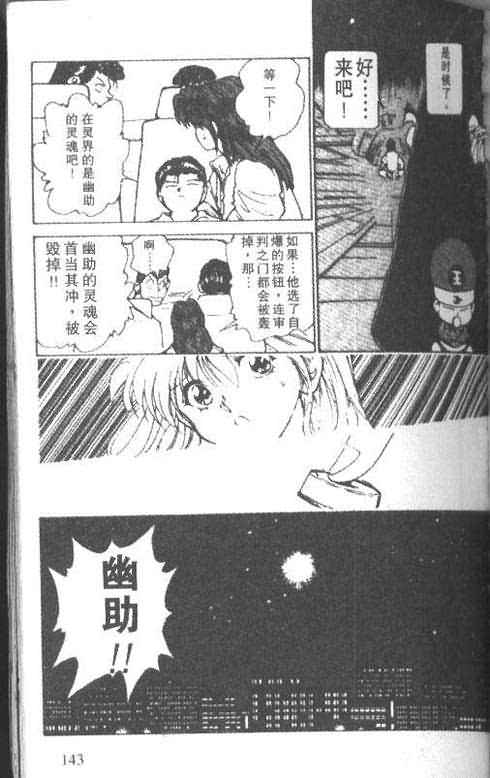 是时候了。
好……
来吧！
等一下！
在灵界的是幽助
的灵魂吧！
如果…他选了自
爆的按钮，连审
判之门都会被轰
掉，那…
啊…
幽助的灵魂会
首当其冲，被
毁掉!!
幽助!!
143